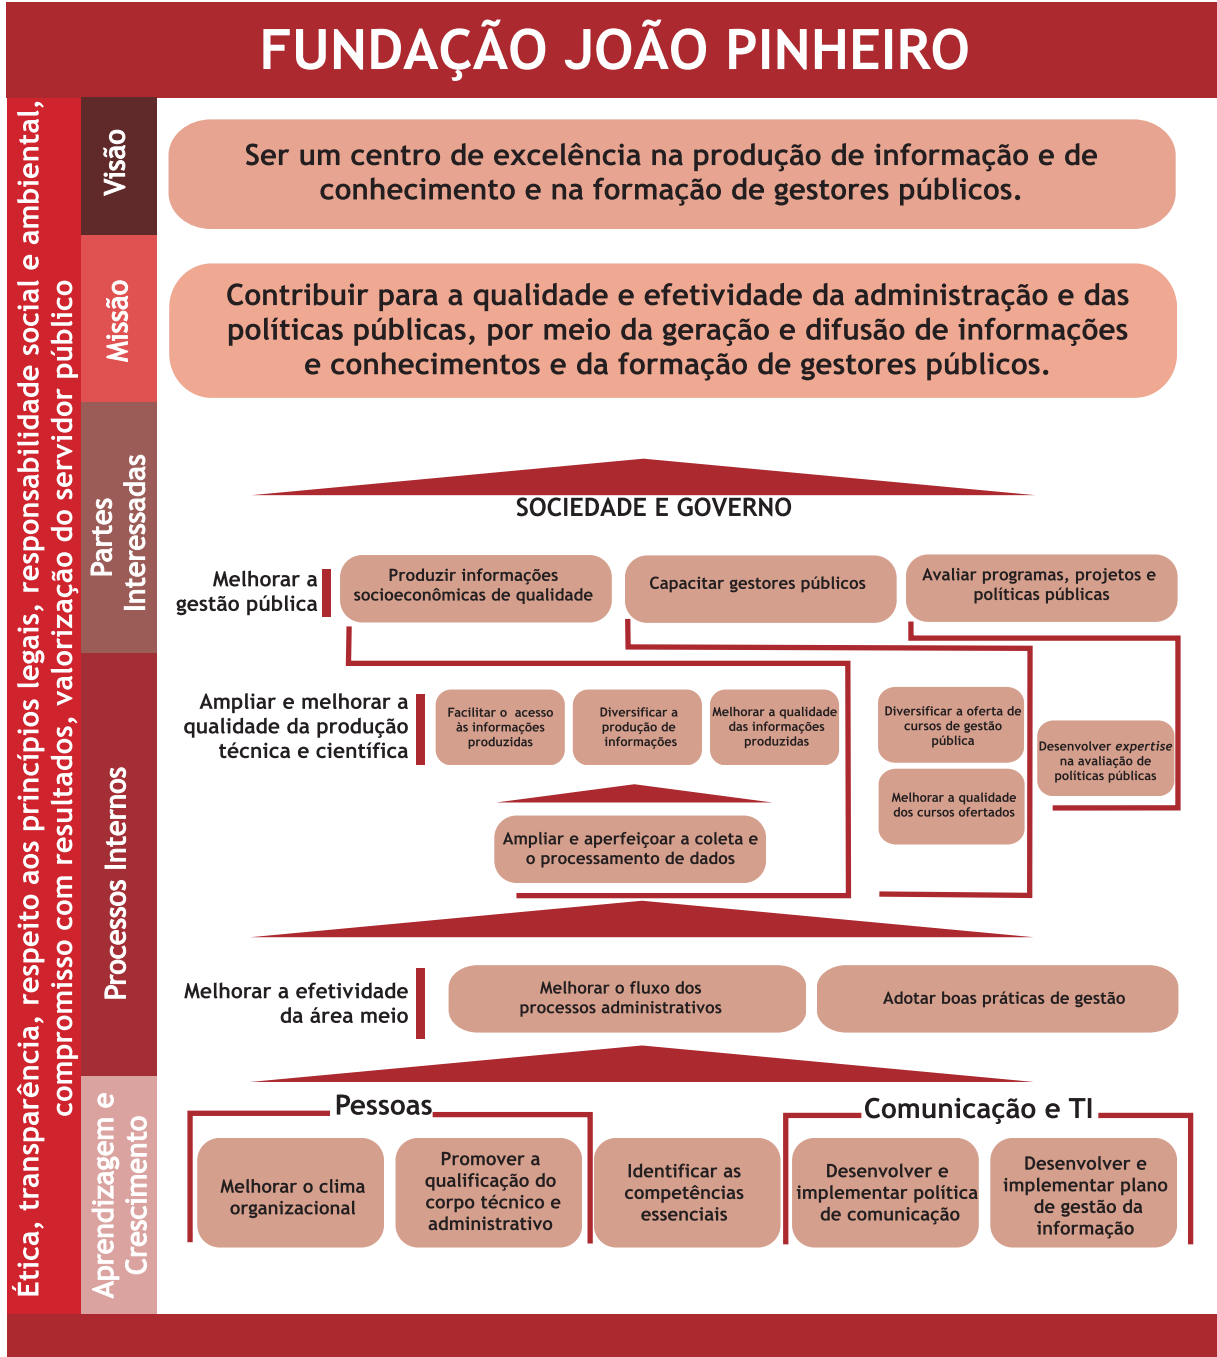 FUNDAÇÃO JOÃO PINHEIRO
Ética, transparência, respeito aos princípios legais, responsabilidade social e ambiental,
compromisso com resultados, valorização do servidor público
Visão
Ser um centro de excelência na produção de informação e de
conhecimento e na formação de gestores públicos.
Missão
Contribuir para a qualidade e efetividade da administração e das
políticas públicas, por meio da geração e difusão de informações
e conhecimentos e da formação de gestores públicos.
Partes
Interessadas
SOCIEDADE E GOVERNO
Melhorar a
gestão pública
Produzir informações
socioeconômicas de qualidade
Capacitar gestores públicos
Avaliar programas, projetos e
políticas públicas
Processos Internos
Ampliar e melhorar a
qualidade da produção
técnica e científica
Facilitar o acesso
às informações
produzidas
Diversificar a
produção de
informações
Melhorar a qualidade
das informações
produzidas
Diversificar a oferta de
cursos de gestão
pública
Melhorar a qualidade
dos cursos ofertados
Desenvolver expertise
na avaliação de
políticas públicas
Ampliar e aperfeiçoar a coleta e
o processamento de dados
Melhorar a efetividade
da área meio
Melhorar o fluxo dos
processos administrativos
Adotar boas práticas de gestão
Aprendizagem e
Crescimento
Pessoas
Melhorar o clima
organizacional
Promover a
qualificação do
corpo técnico e
administrativo
Identificar as
competências
essenciais
Comunicação e TI
Desenvolver e
implementar política
de comunicação
Desenvolver e
implementar plano
de gestão da
informação